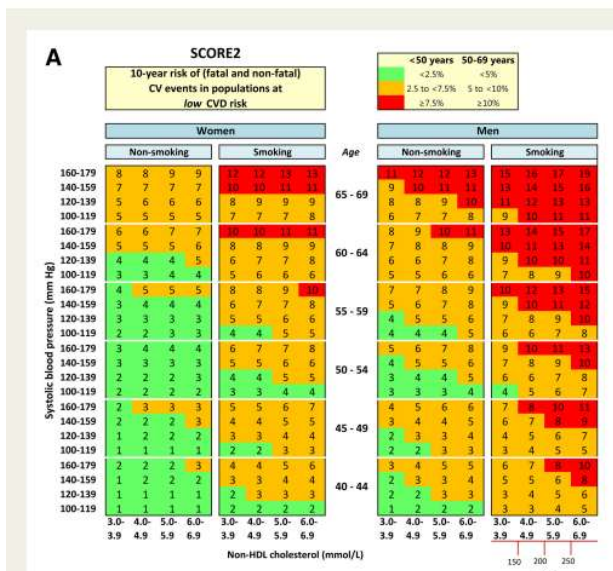 A
SCORE2
10-year risk of (fatal and non-fatal)
CV events in populations at
low CVD risk
<50 years 50-69 years
<2.5% <5%
2.5 to <7.5% 5 to <10%
≥7.5% ≥10%
Women Men
Non-smoking Smoking Age Non-smoking Smoking
Systolic blood pressure (mm Hg)
160-179 8 8 9 9 12 12 13 13 11 12 12 13 15 16 17 19
140-159 7 7 7 7 10 10 11 11 9 10 11 11 13 14 15 16
65 - 69
120-139 5 6 6 6 8 9 9 9 8 8 9 10 11 12 13 13
100-119 5 5 5 5 7 7 7 8 6 7 7 8 9 10 11 11
160-179 6 6 7 7 10 10 11 11 8 9 10 11 13 14 15 17
140-159 5 5 5 6 8 8 9 9 7 8 8 9 10 11 13 14
60 - 64
120-139 4 4 4 5 6 7 7 8 6 6 7 8 8 10 10 11
100-119 3 3 4 4 5 6 6 6 5 5 6 6 7 8 9 10
160-179 4 5 5 5 8 8 9 10 7 7 8 9 10 12 13 15
140-159 3 4 4 4 6 7 7 8 5 6 7 8 9 10 11 12
55 - 59
120-139 3 3 3 3 5 5 6 6 4 5 5 6 7 8 9 10
100-119 2 2 3 3 4 4 5 5 4 4 4 5 6 6 7 8
160-179 3 4 4 4 6 7 7 8 5 6 7 8 9 10 11 13
140-159 3 3 3 3 5 5 6 6 4 5 5 6 7 8 9 10
50 - 54
120-139 2 2 2 3 4 4 5 5 3 4 4 5
100-119 2 2 2 2 3 3 4 4 3 3 3 4 4 5 6 7
160-179 2 3 3 3 5 5 6 7 4 5 6 6 7 8 10 11
140-159 2 2 2 3 4 4 5 5 3 4 4 5 5 6 8 9
45 - 49
120-139 1 2 2 2 3 3 4 4 2 3 3 4 4 5 6 7
100-119 1 1 1 2 2 2 3 3 2 2 3 3 3 4 5 5
160-179 2 2 2 3 4 4 5 6 3 4 5 5 6 7 8 10
140-159 1 2 2 2 3 3 4 4 2 3 4 4 4 5 6 8
40 - 44
120-139 1 1 1 2 3 3 3 2 2 3 3 3 4 5 6
100-119 1 1 1 1 2 2 2 2 1 2 2 3 3 3 4 5
3.0- 4.0- 5.0- 6.0- 3.0- 4.0- 5.0- 6.0- 3.0- 4.0- 5.0- 6.0- 3.0- 4.0- 5.0- 6.0-
3.9 4.9 5.9 6.9 3.9 4.9 5.9 6.9 3.9 4.9 5.9 6.9 3.9 4.9 5.9 6.9
Non-HDL cholesterol (mmol/L)
150 200 250